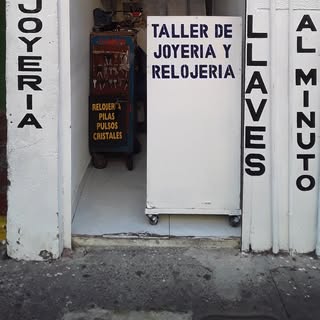 JOYERIA
TALLER DE
JOYERIA Y
RELOJERIA
RELOJERIA
PILAS
PULSOS
CRISTALES
LLAVES
AL MINUTO